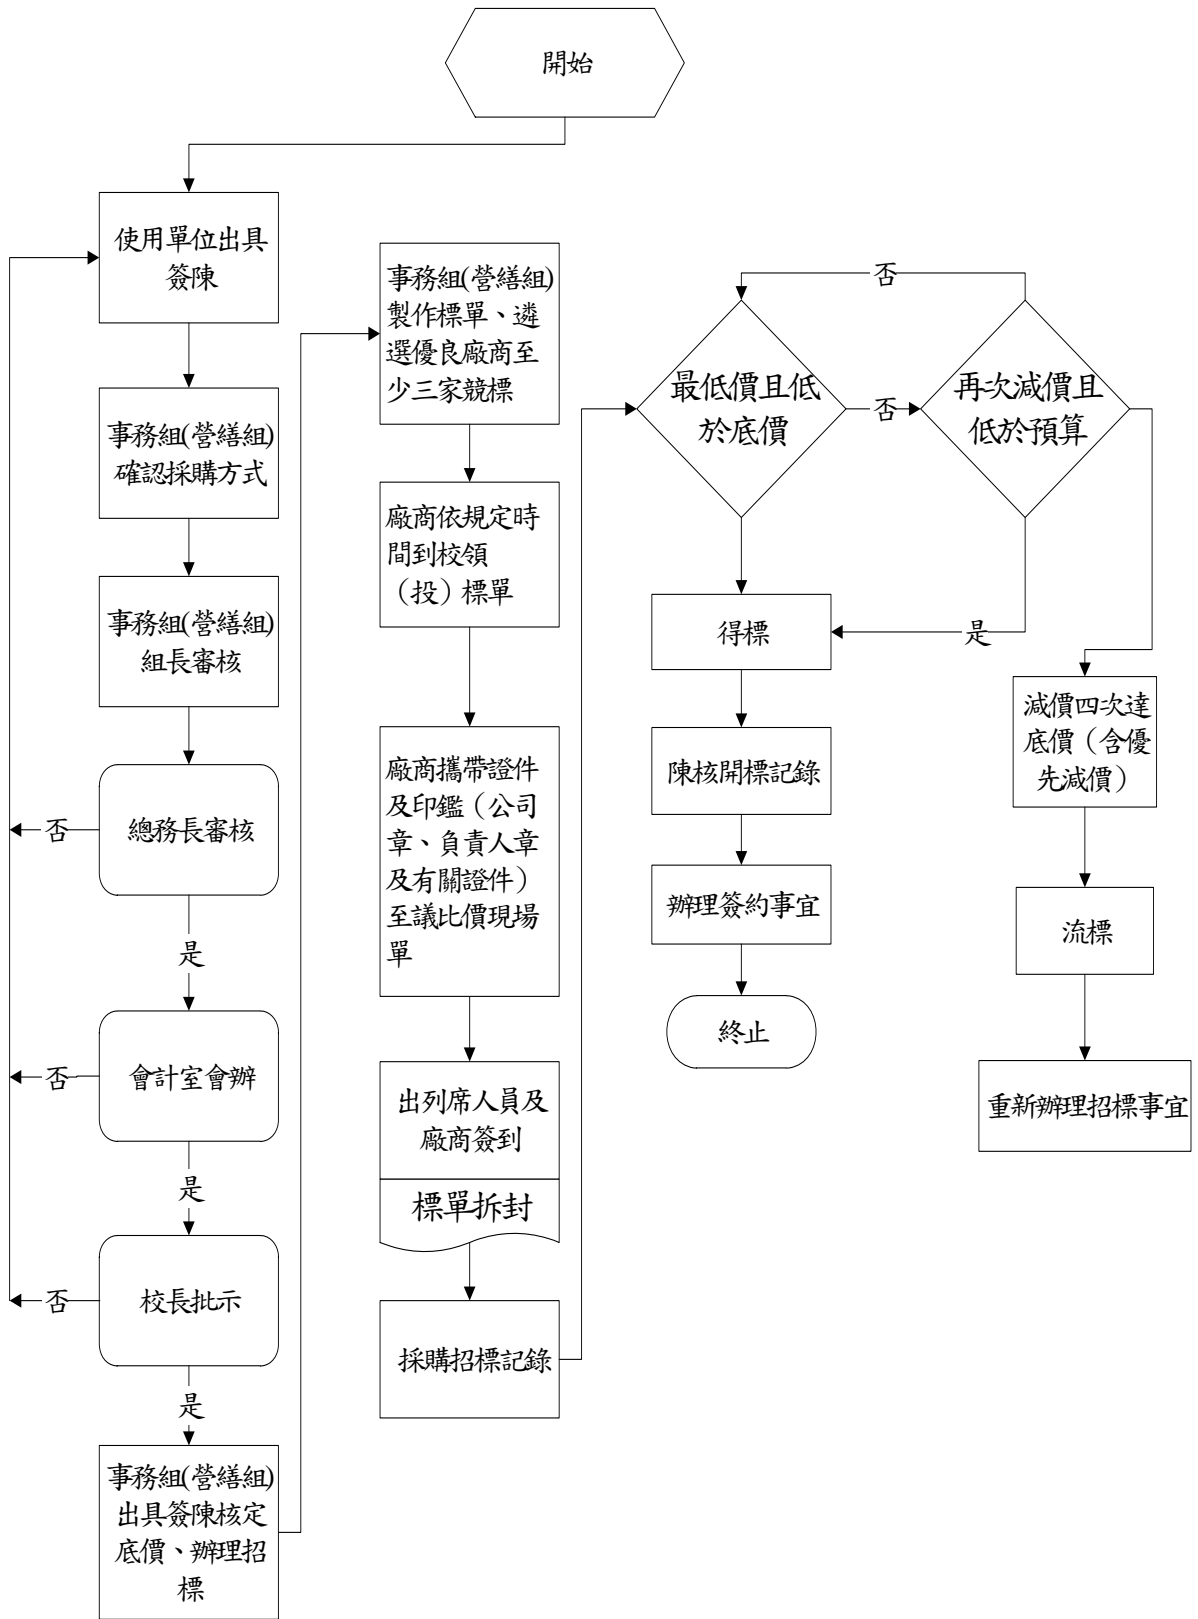 開始
使用單位出具
簽陳
事務組(營繕組)
確認採購方式
事務組(營繕組)
組長審核
總務長審核
否
是
會計室會辦
否
是
校長批示
否
是
事務組(營繕組)
出具簽陳核定
底價、辦理招
標
事務組(營繕組)
製作標單、遴
選優良廠商至
少三家競標
廠商依規定時
間到校領
（投）標單
廠商攜帶證件
及印鑑（公司
章、負責人章
及有關證件）
至議比價現場
單
出列席人員及
廠商簽到
標單拆封
採購招標記錄
否
最低價且低
於底價
否
再次減價且
低於預算
得標
是
陳核開標記錄
辦理簽約事宜
終止
減價四次達
底價（含優
先減價）
流標
重新辦理招標事宜